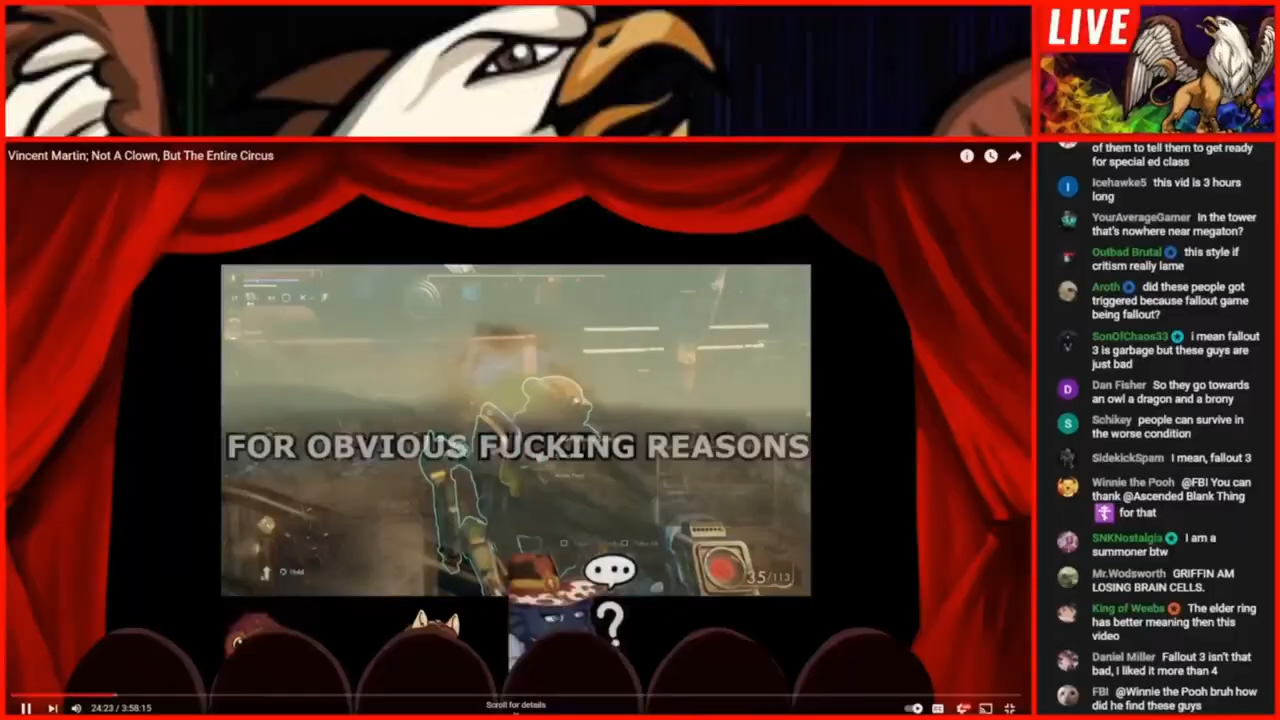 LIVE
Vincent Martin; Not A Clown, But The Entire Circus
FOR OBVIOUS FUCKING REASONS
Hold
35/113
?
24:23 / 3:58:15
Scroll for details
of them to tell them to get ready
for special ed class
Icehawke5 this vid is 3 hours
long
YourAverageGamer In the tower
that's nowhere near megaton?
Outbsd Brutal this style if
critism really lame
Aroth did these people got
triggered because fallout game
being fallout?
SonOfChaos33 i mean fallout
3 is garbage but these guys are
just bad
D
Dan Fisher So they go towards
an owl a dragon and a brony
S
Schikey people can survive in
the worse condition
SidekickSpam I mean, fallout 3
Winnie the Pooh @FBI You can
thank @Ascended Blank Thing
for that
SNKNostalgia I am a
summoner btw
Mr.Wodsworth GRIFFIN AM
LOSING BRAIN CELLS.
King of Weebs The elder ring
has better meaning then this
video
Daniel Miller Fallout 3 isn't that
bad, I liked it more than 4
FBI @Winnie the Pooh bruh how
did he find these guys